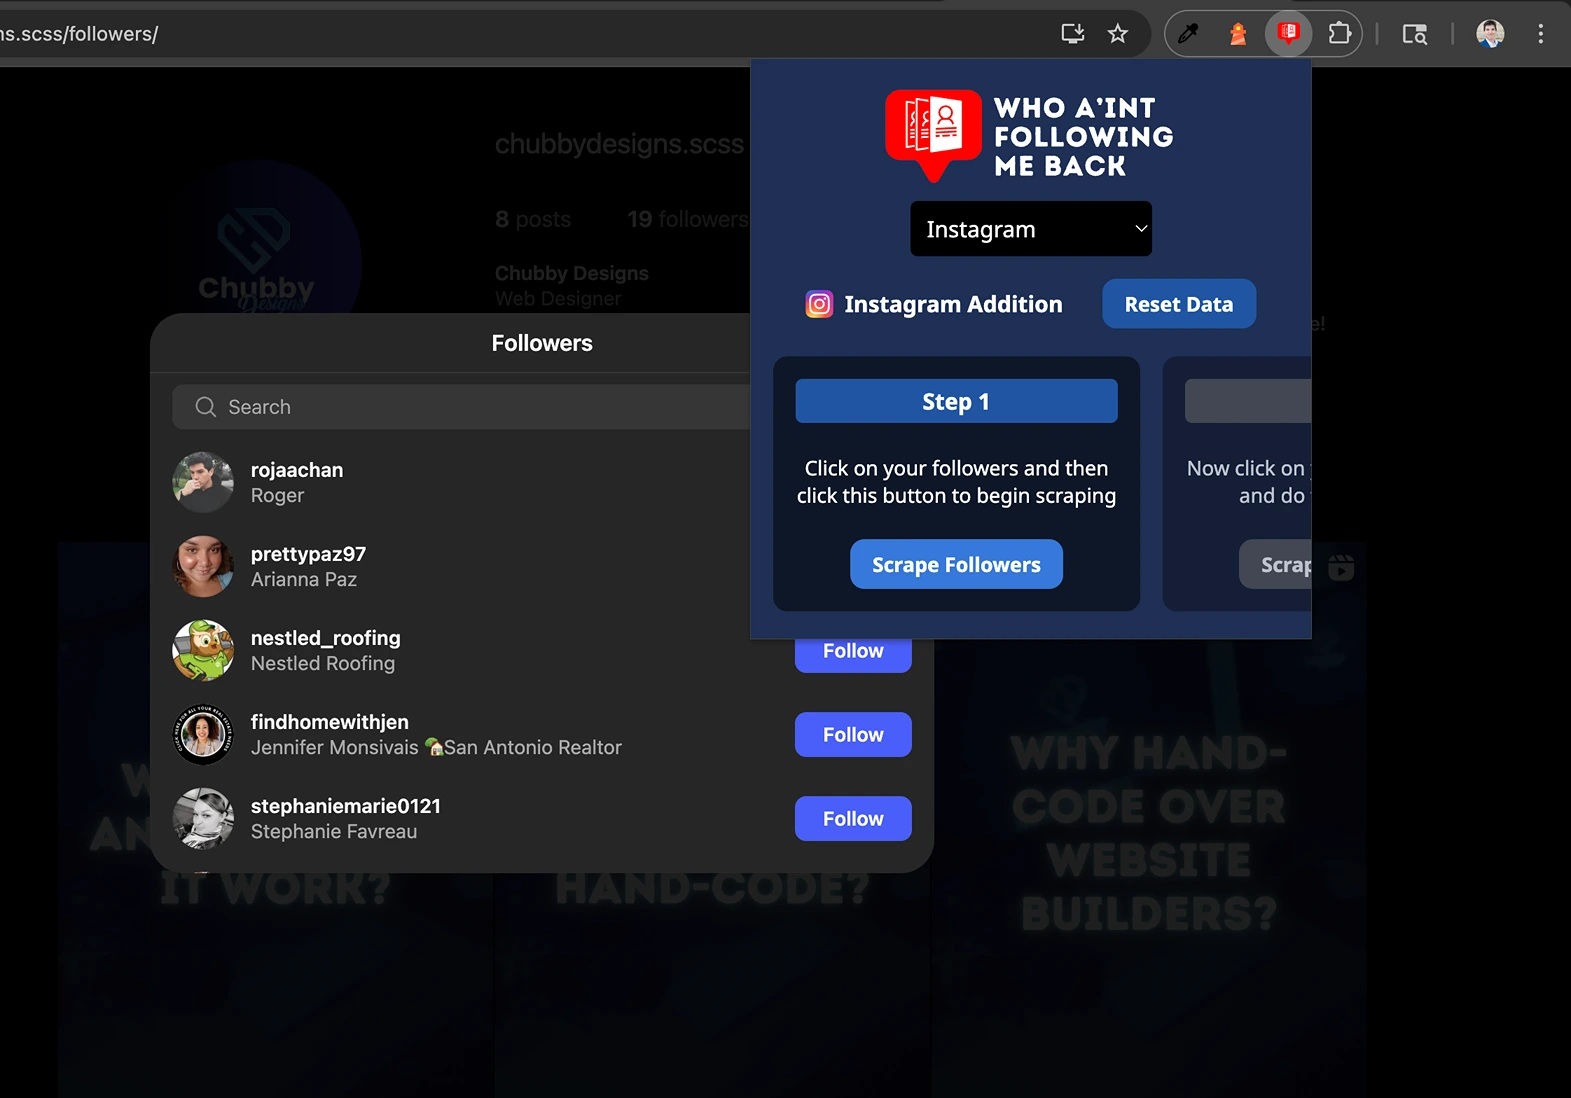 ns.scss/followers/
WHO A'INT
FOLLOWING
ME BACK
Instagram
Instagram Addition
Reset Data
Step 1
Click on your followers and then
click this button to begin scraping
Scrape Followers
Now click on
and do
Scrap
chubbydesigns.scss
8 posts 19 followers
Chubby Designs
Web Designer
e!
Chubby
Designs
Followers
Search
rojaachan
Roger
prettypaz97
Arianna Paz
nestled_roofing
Nestled Roofing
Follow
findhomewithjen
Jennifer Monsivais 🏡San Antonio Realtor
Follow
stephaniemarie0121
Stephanie Favreau
Follow
W
AN
IT WORK?
HAND-CODE?
WHY HAND-
CODE OVER
WEBSITE
BUILDERS?